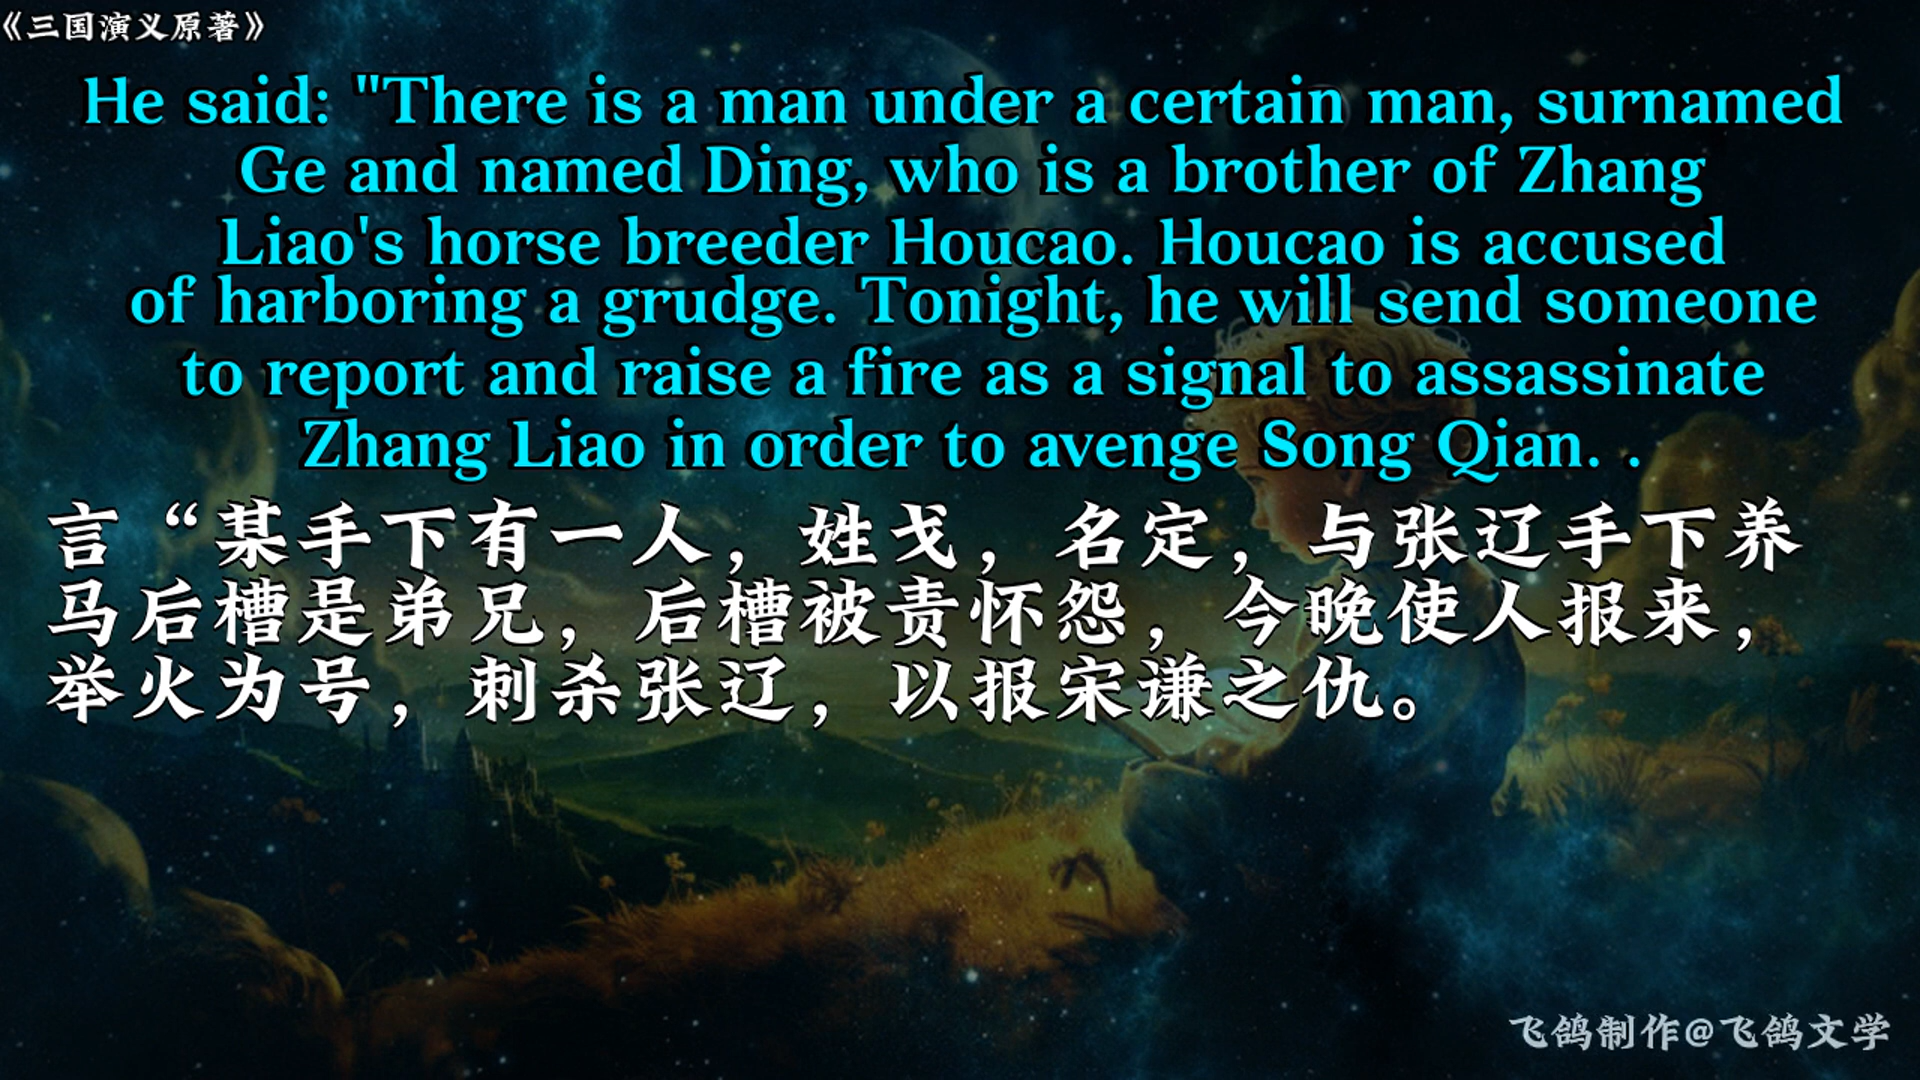 《三国演义原著》
He said: "There is a man under a certain man, surnamed
Ge and named Ding, who is a brother of Zhang
Liao's horse breeder Houcao. Houcao is accused
of harboring a grudge. Tonight, he will send someone
to report and raise a fire as a signal to assassinate
Zhang Liao in order to avenge Song Qian. .
言“某手下有一人，姓戈，名定，与张辽手下养
马后槽是弟兄，后槽被责怀怨，今晚使人报来，
举火为号，刺杀张辽，以报宋谦之仇。
飞鸽制作@飞鸽文学